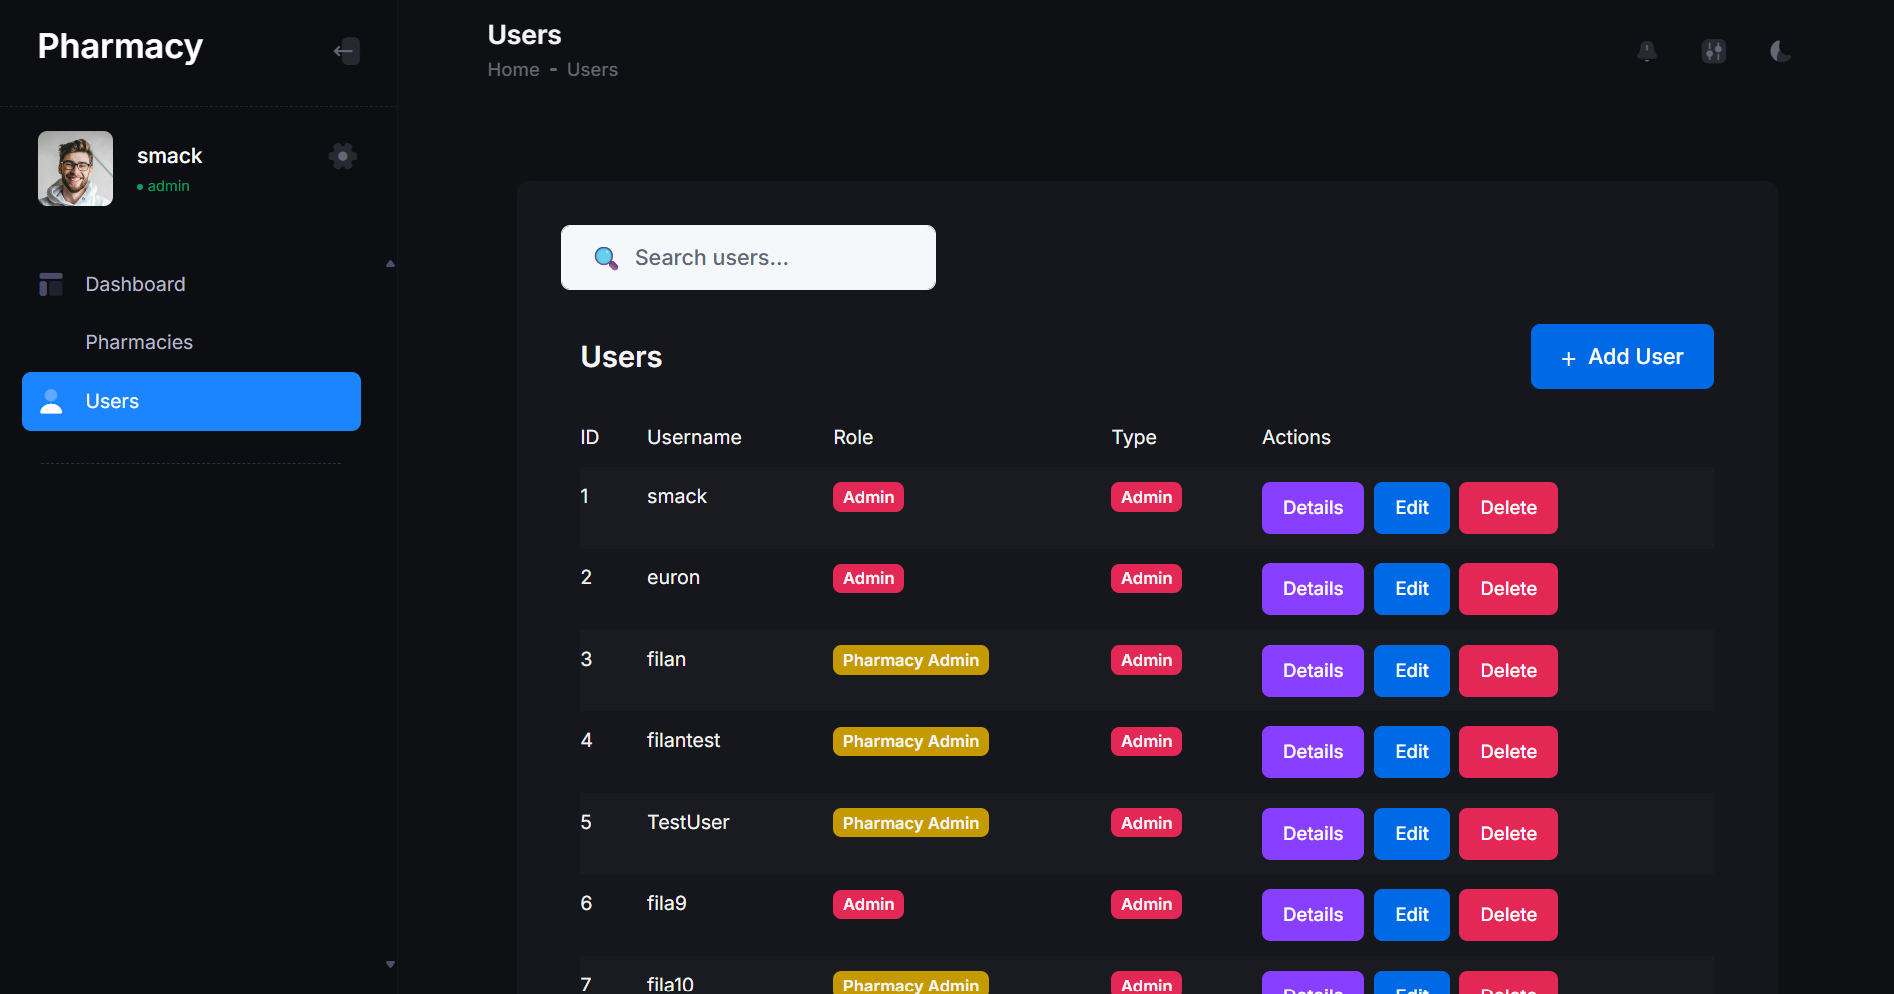 Pharmacy
smack
admin
Dashboard
Pharmacies
Users
Users
Home - Users
Search users...
Users
+ Add User
ID Username Role Type Actions
1 smack Admin Admin Details Edit Delete
2 euron Admin Admin Details Edit Delete
3 filan Pharmacy Admin Admin Details Edit Delete
4 filantest Pharmacy Admin Admin Details Edit Delete
5 TestUser Pharmacy Admin Admin Details Edit Delete
6 fila9 Admin Admin Details Edit Delete
7 fila10 Pharmacy Admin Admin Details Edit Delete